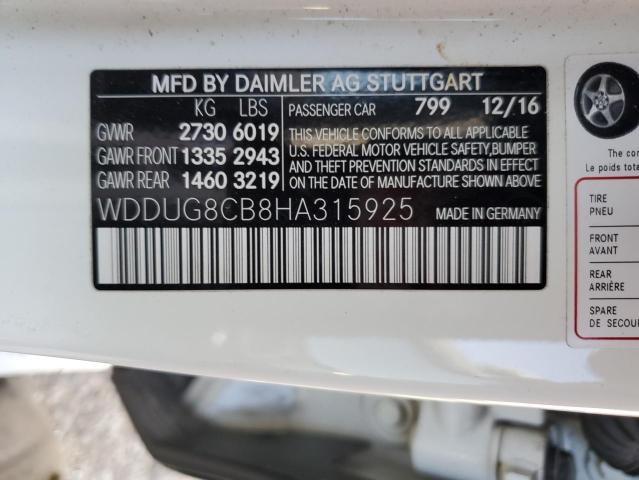 MFD BY DAIMLER AG STUTTGART
KG LBS
PASSENGER CAR 799 12/16
GVWR 2730 6019
GAWR FRONT 1335 2943
GAWR REAR 1460 3219
THIS VEHICLE CONFORMS TO ALL APPLICABLE
U.S. FEDERAL MOTOR VEHICLE SAFETY,BUMPER
AND THEFT PREVENTION STANDARDS IN EFFECT
ON THE DATE OF MANUFACTURE SHOWN ABOVE.
WDDUG8CB8HA315925 MADE IN GERMANY
The
Le poids
TIRE
PNEU
FRONT
AVANT
REAR
ARRIÈRE
SPARE
DE